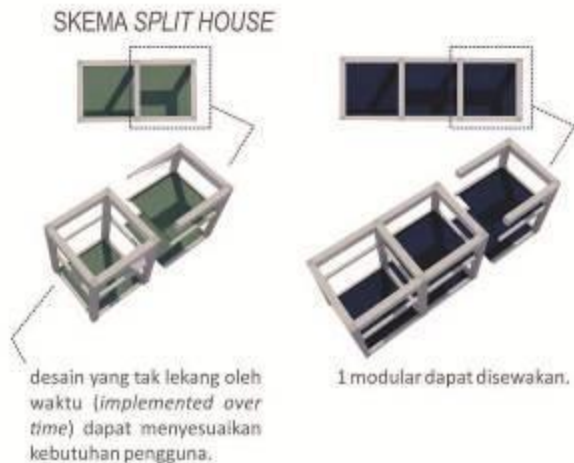 SKEMA SPLIT HOUSE
desain yang tak lekang oleh
waktu (implemented over
time) dapat menyesuaikan
kebutuhan pengguna.
1 modular dapat disewakan.